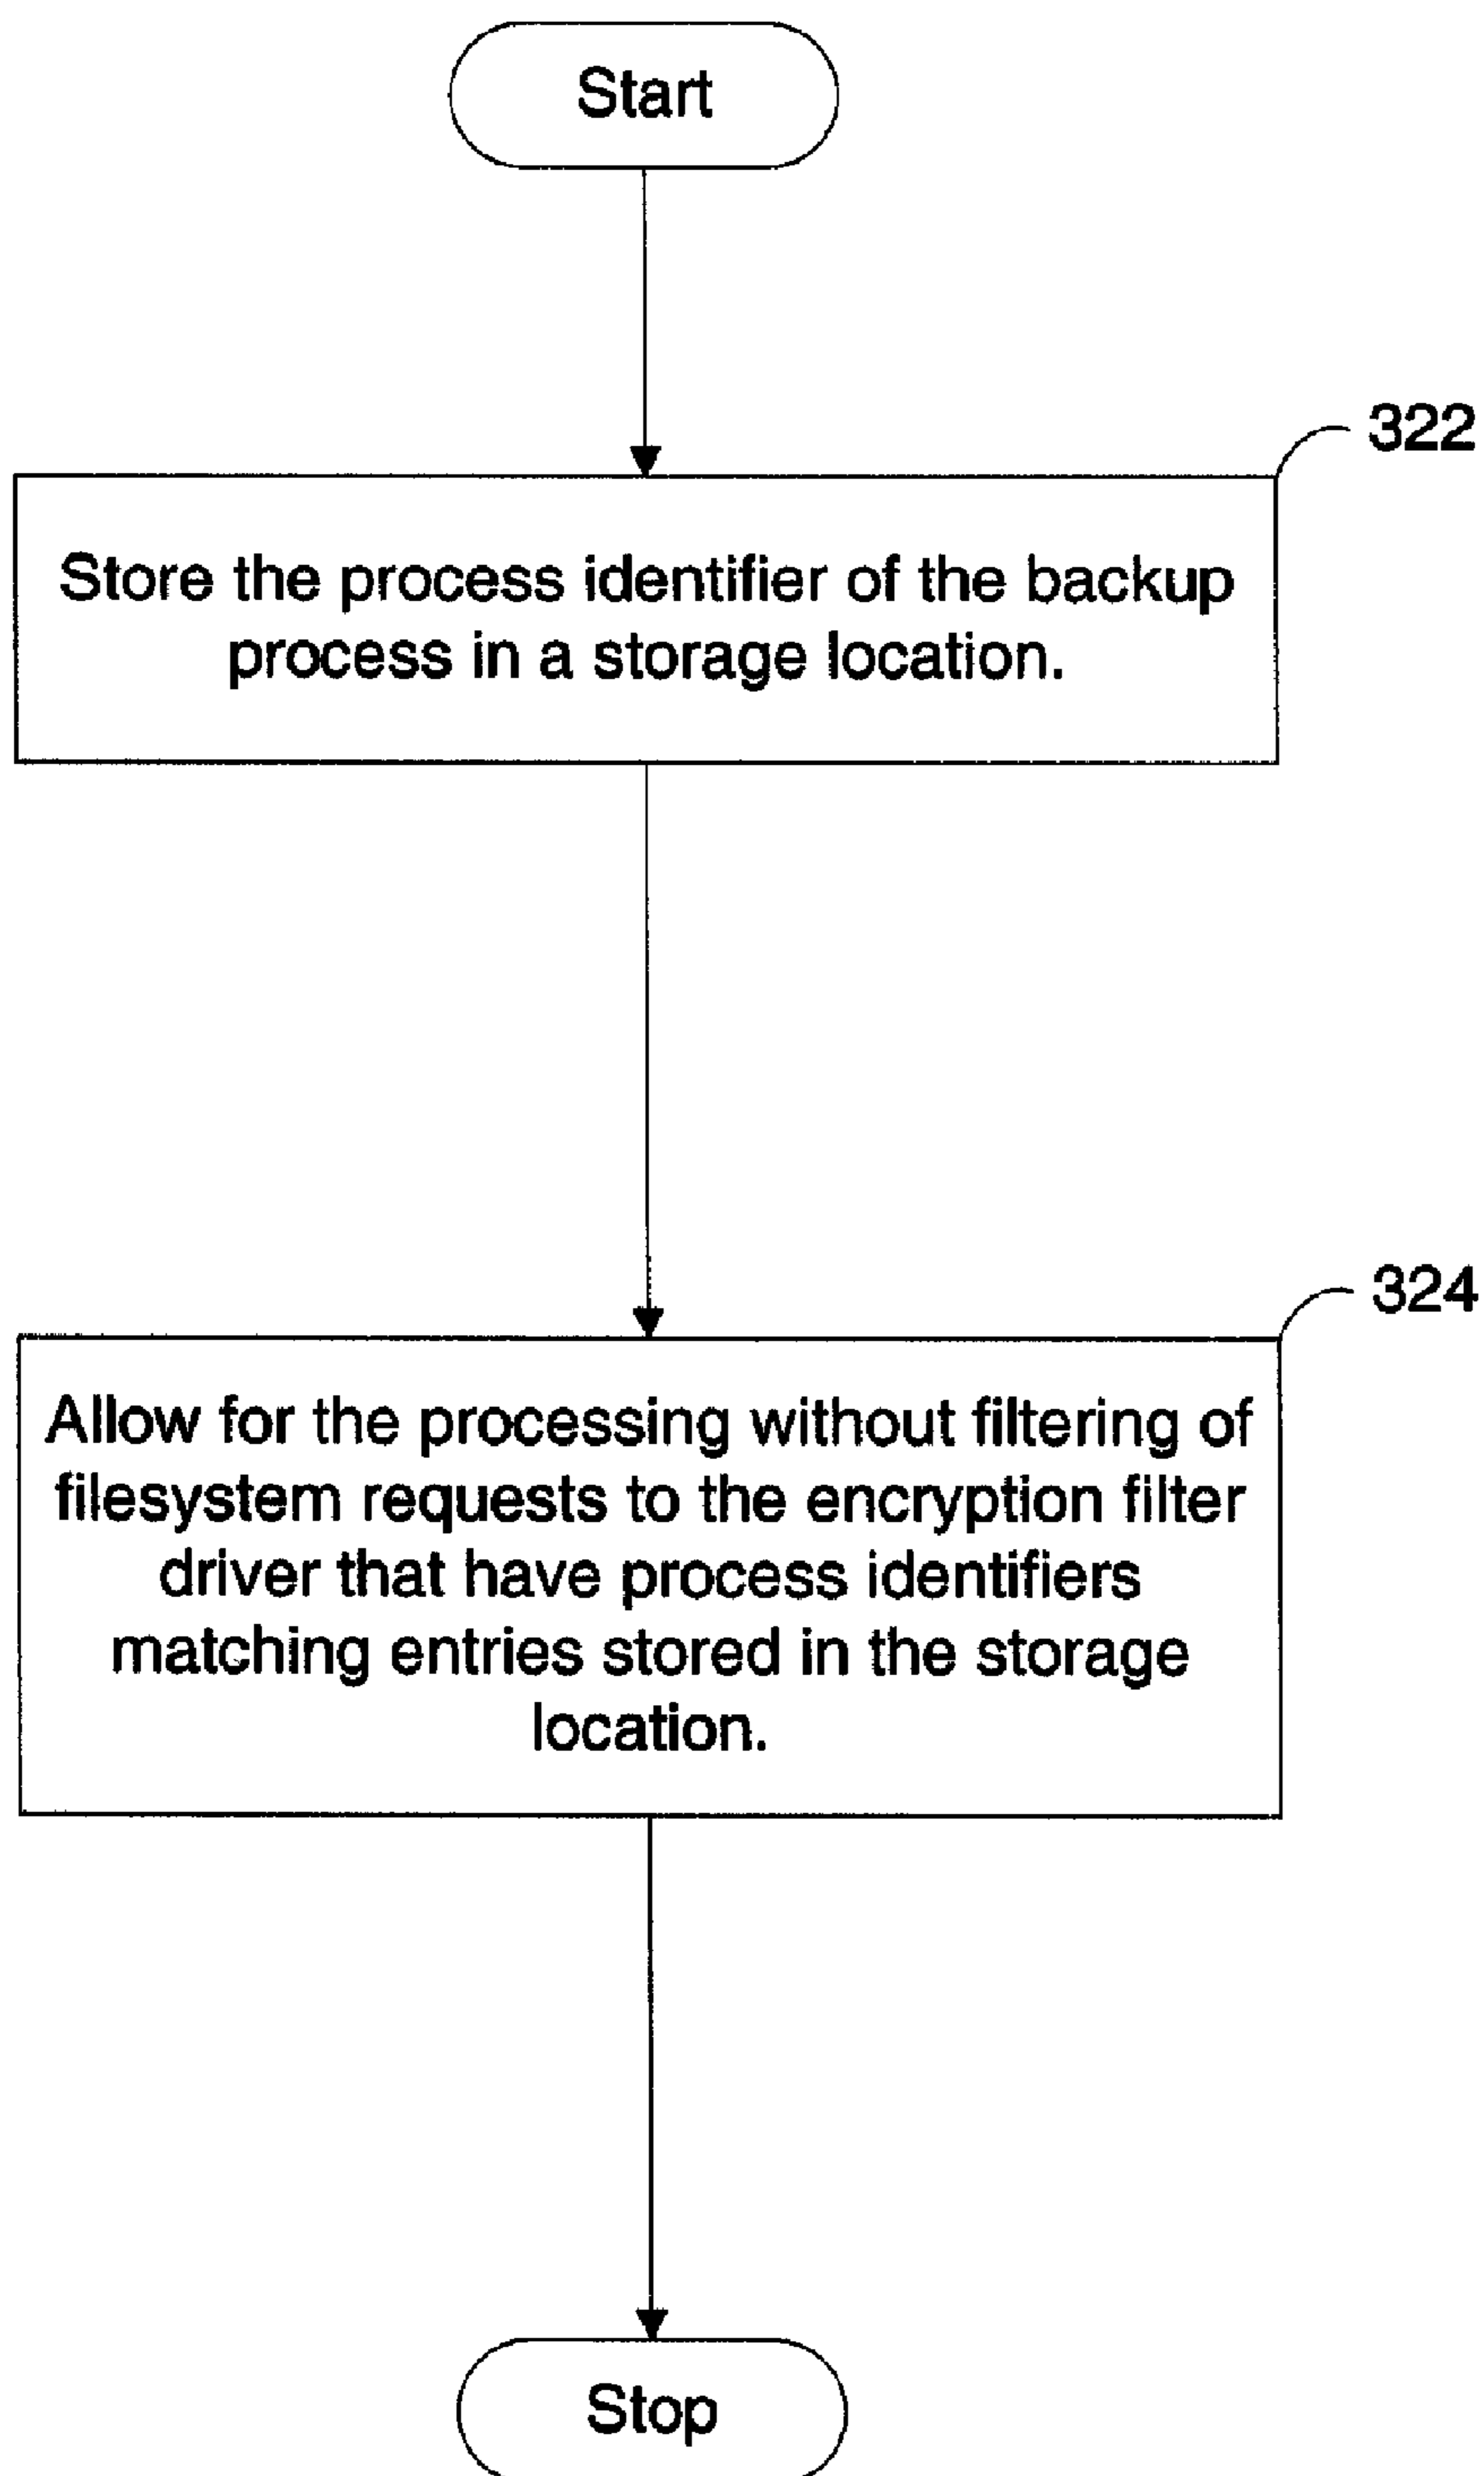 Start
322
Store the process identifier of the backup
process in a storage location.
324
Allow for the processing without filtering of
filesystem requests to the encryption filter
driver that have process identifiers
matching entries stored in the storage
location.
Stop